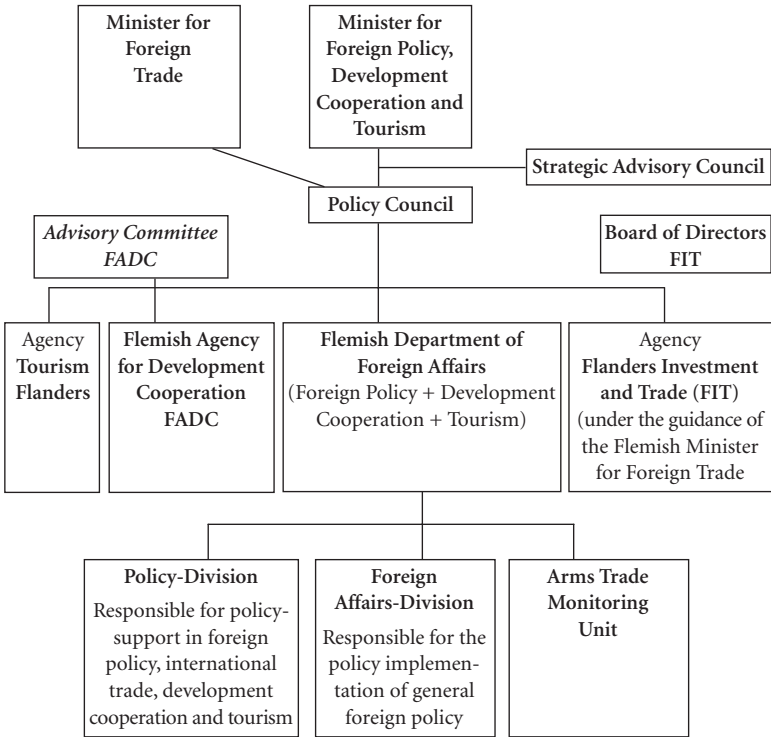 Minister for
Foreign
Trade
Minister for
Foreign Policy,
Development
Cooperation and
Tourism
Strategic Advisory Council
Policy Council
Advisory Committee
FADC
Board of Directors
FIT
Agency
Tourism
Flanders
Flemish Agency
for Development
Cooperation
FADC
Flemish Department of
Foreign Affairs
(Foreign Policy + Development
Cooperation + Tourism)
Agency
Flanders Investment
and Trade (FIT)
(under the guidance of
the Flemish Minister
for Foreign Trade
Policy-Division
Responsible for policy-
support in foreign
policy, international
trade, development
cooperation and tourism
Foreign
Affairs-Division
Responsible for the
policy implemen-
tation of general
foreign policy
Arms Trade
Monitoring
Unit